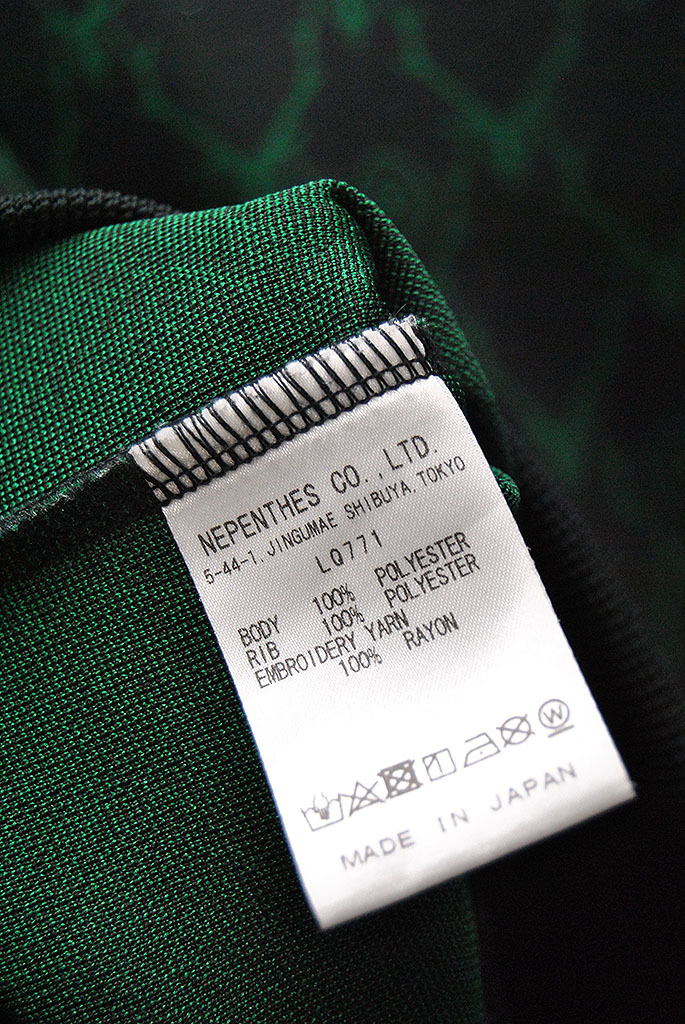 NEPENTHES CO.,LTD.
5-44-1,JINGUMAE SHIBUYA,TOKYO
LQ771
BODY 100% POLYESTER
RIB 100% POLYESTER
EMBROIDERY YARN
100% RAYON
W
MADE IN JAPAN